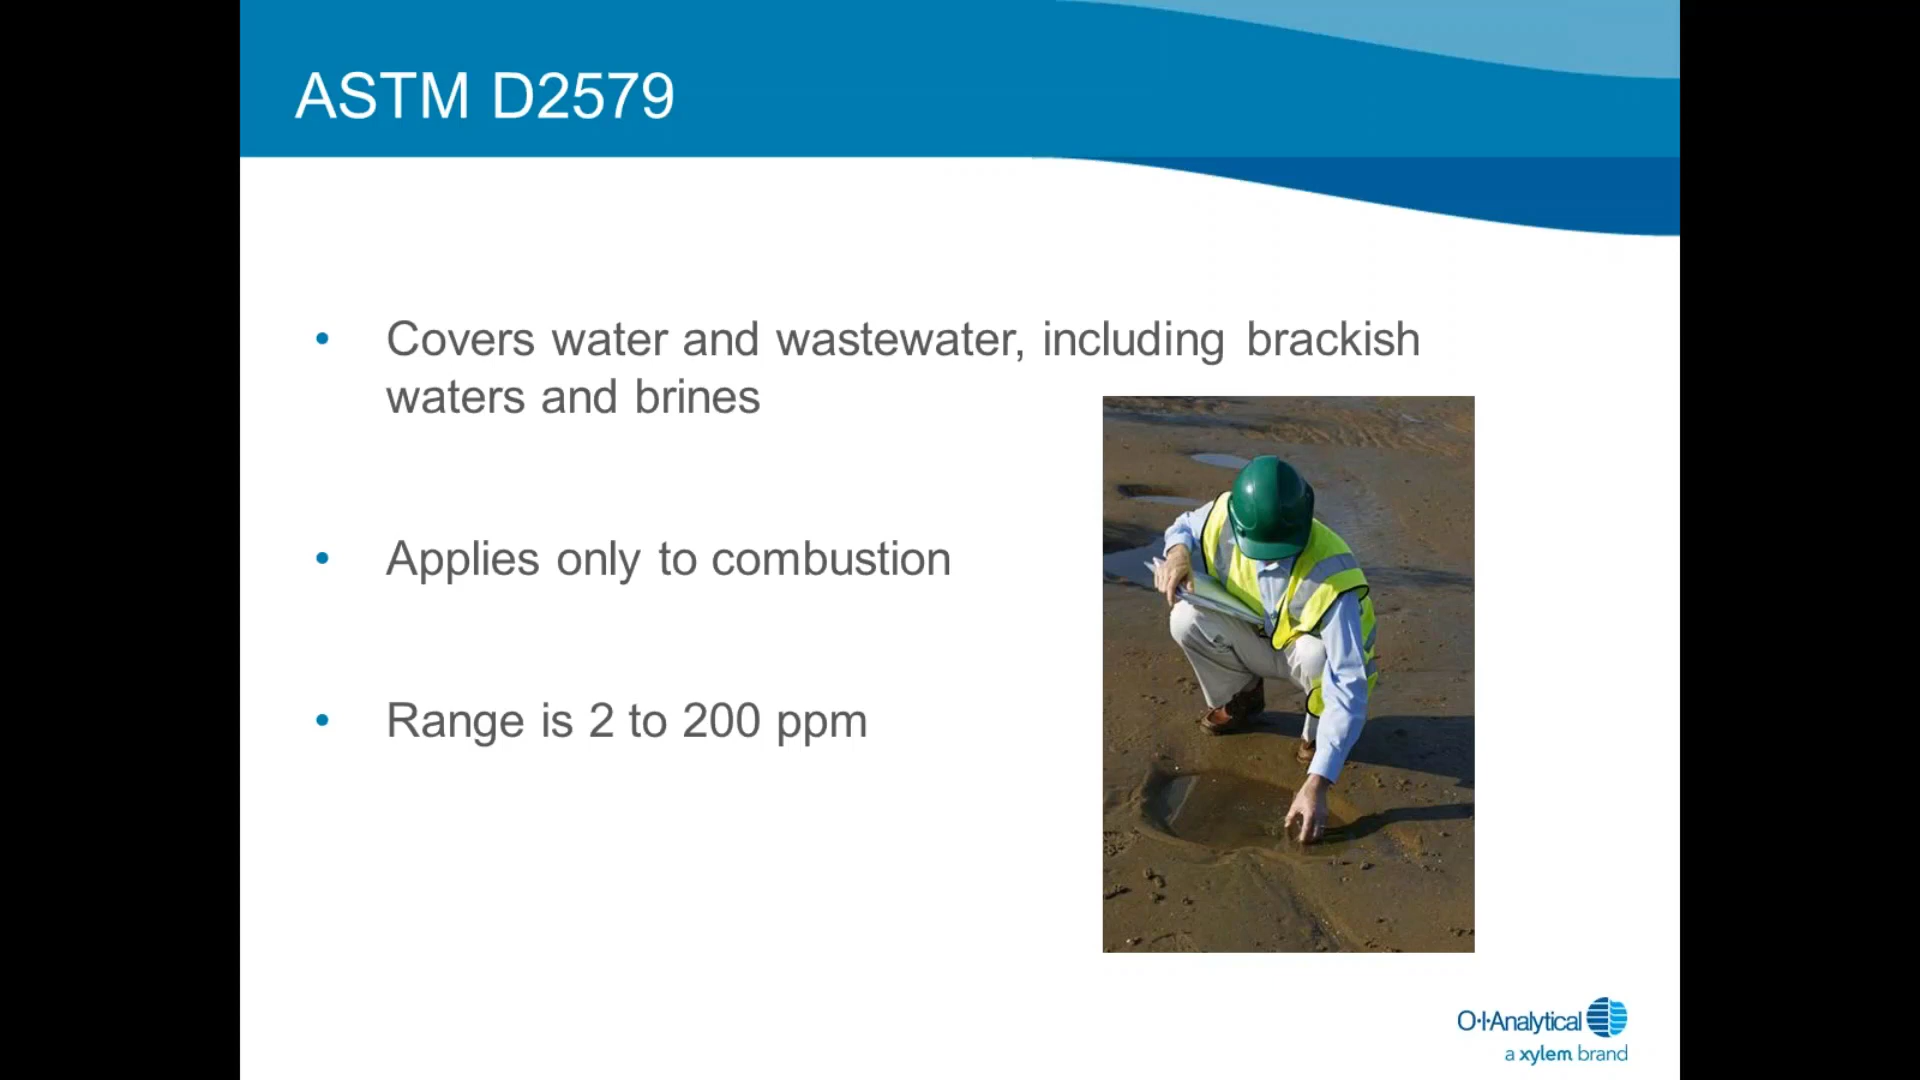 ASTM D2579
• Covers water and wastewater, including brackish
waters and brines
• Applies only to combustion
• Range is 2 to 200 ppm
O·I·Analytical
a xylem brand